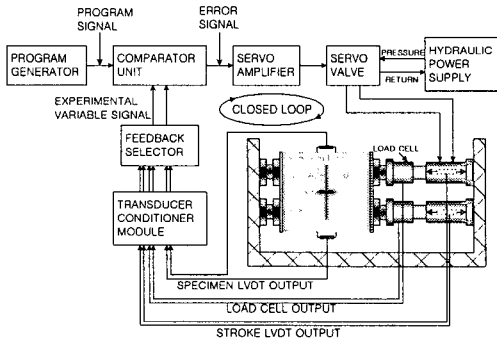 PROGRAM
SIGNAL
ERROR
SIGNAL
PROGRAM
GENERATOR
COMPARATOR
UNIT
SERVO
AMPLIFIER
SERVO
VALVE
PRESSURE
RETURN
HYDRAULIC
POWER
SUPPLY
EXPERIMENTAL
VARIABLE SIGNAL
CLOSED LOOP
FEEDBACK
SELECTOR
LOAD CELL
TRANSDUCER
CONDITIONER
MODULE
SPECIMEN LVDT OUTPUT
LOAD CELL OUTPUT
STROKE LVDT OUTPUT